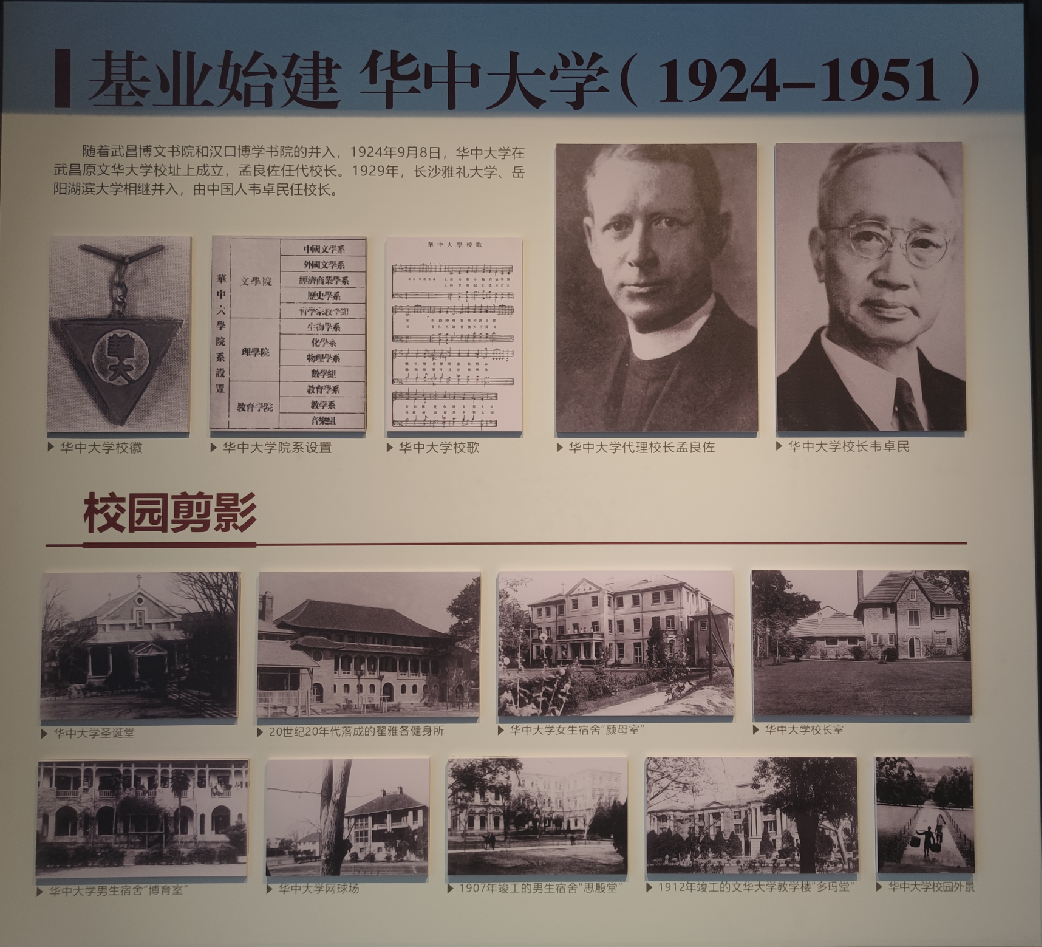 基业始建 华中大学（1924-1951）
随着武昌博文书院和汉口博学书院的并入，1924年9月8日，华中大学在
武昌原文华大学校址上成立，孟良佐任代校长。1929年，长沙雅礼大学、岳
阳湖滨大学相继并入，由中国人韦卓民任校长。
華大
華中大學院系設置
文學院
中國文學系
外國文學系
經濟商業學系
歷史學系
哲學宗教學組
理學院
生物學系
化學系
物理學系
數學組
教育學院
教育學系
教學系
音樂組
華中大學校歌
华中大学校徽
华中大学院系设置
华中大学校歌
华中大学代理校长孟良佐
华中大学校长韦卓民
校园剪影
华中大学圣诞堂
20世纪20年代落成的翟雅各健身所
华中大学女生宿舍“颜母室”
华中大学校长室
华中大学男生宿舍“博育室”
华中大学网球场
1907年竣工的男生宿舍“思殷堂”
1912年竣工的文华大学教学楼“多玛堂”
华中大学校园外景